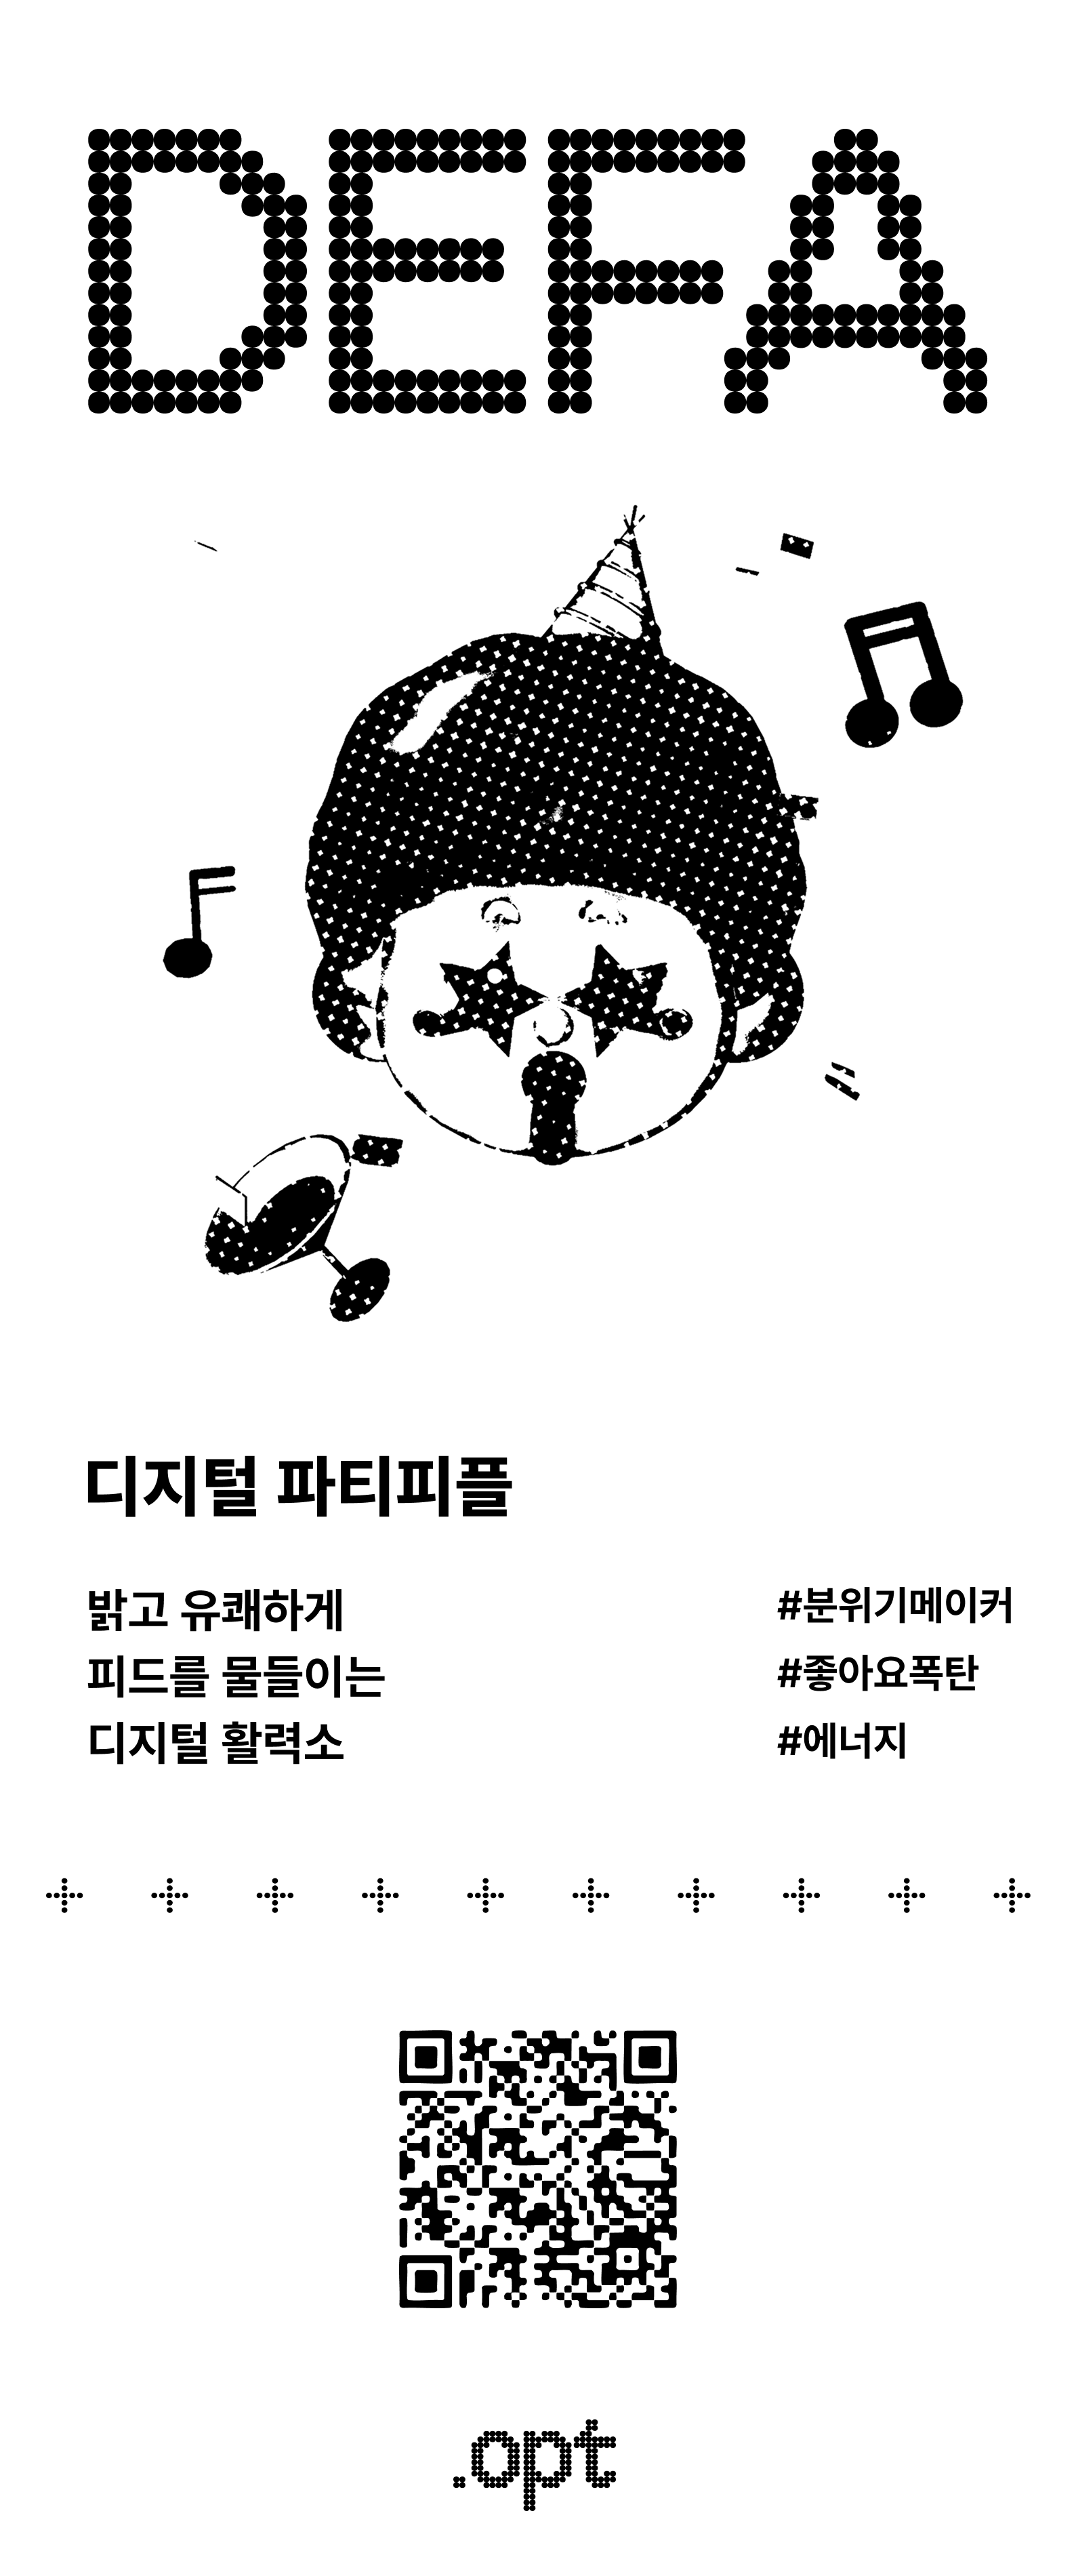 DEFA
디지털 파티피플
밝고 유쾌하게
피드를 물들이는
디지털 활력소
#분위기메이커
#좋아요폭탄
#에너지
.opt